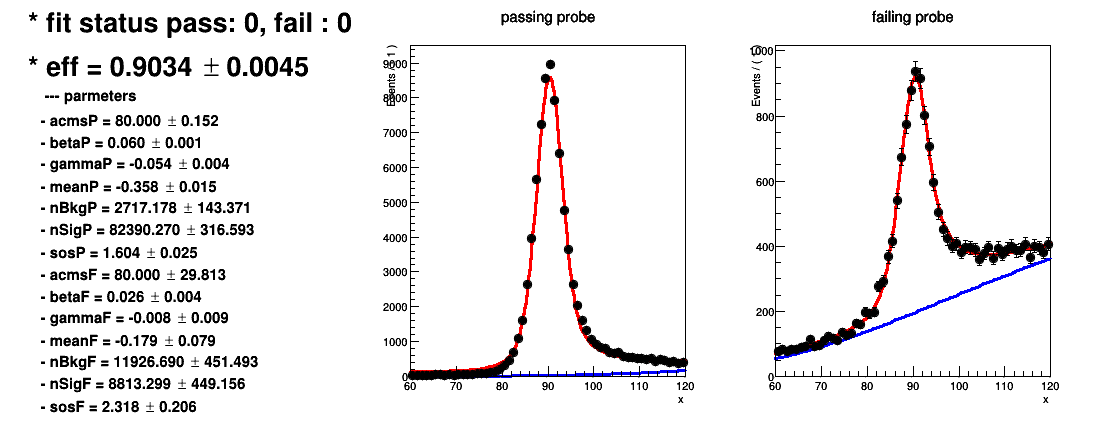 * fit status pass: 0, fail : 0
* eff = 0.9034 ± 0.0045
--- parmeters
- acmsP = 80.000 ± 0.152
- betaP = 0.060 ± 0.001
- gammaP = -0.054 ± 0.004
- meanP = -0.358 ± 0.015
- nBkgP = 2717.178 ± 143.371
- nSigP = 82390.270 ± 316.593
- sosP = 1.604 ± 0.025
- acmsF = 80.000 ± 29.813
- betaF = 0.026 ± 0.004
- gammaF = -0.008 ± 0.009
- meanF = -0.179 ± 0.079
- nBkgF = 11926.690 ± 451.493
- nSigF = 8813.299 ± 449.156
- sosF = 2.318 ± 0.206
passing probe
Events / ( 1 )
9000
8000
7000
6000
5000
4000
3000
2000
1000
0
60 70 80 90 100 110 120
x
failing probe
Events / (
1000
800
600
400
200
0
60 70 80 90 100 110 120
x